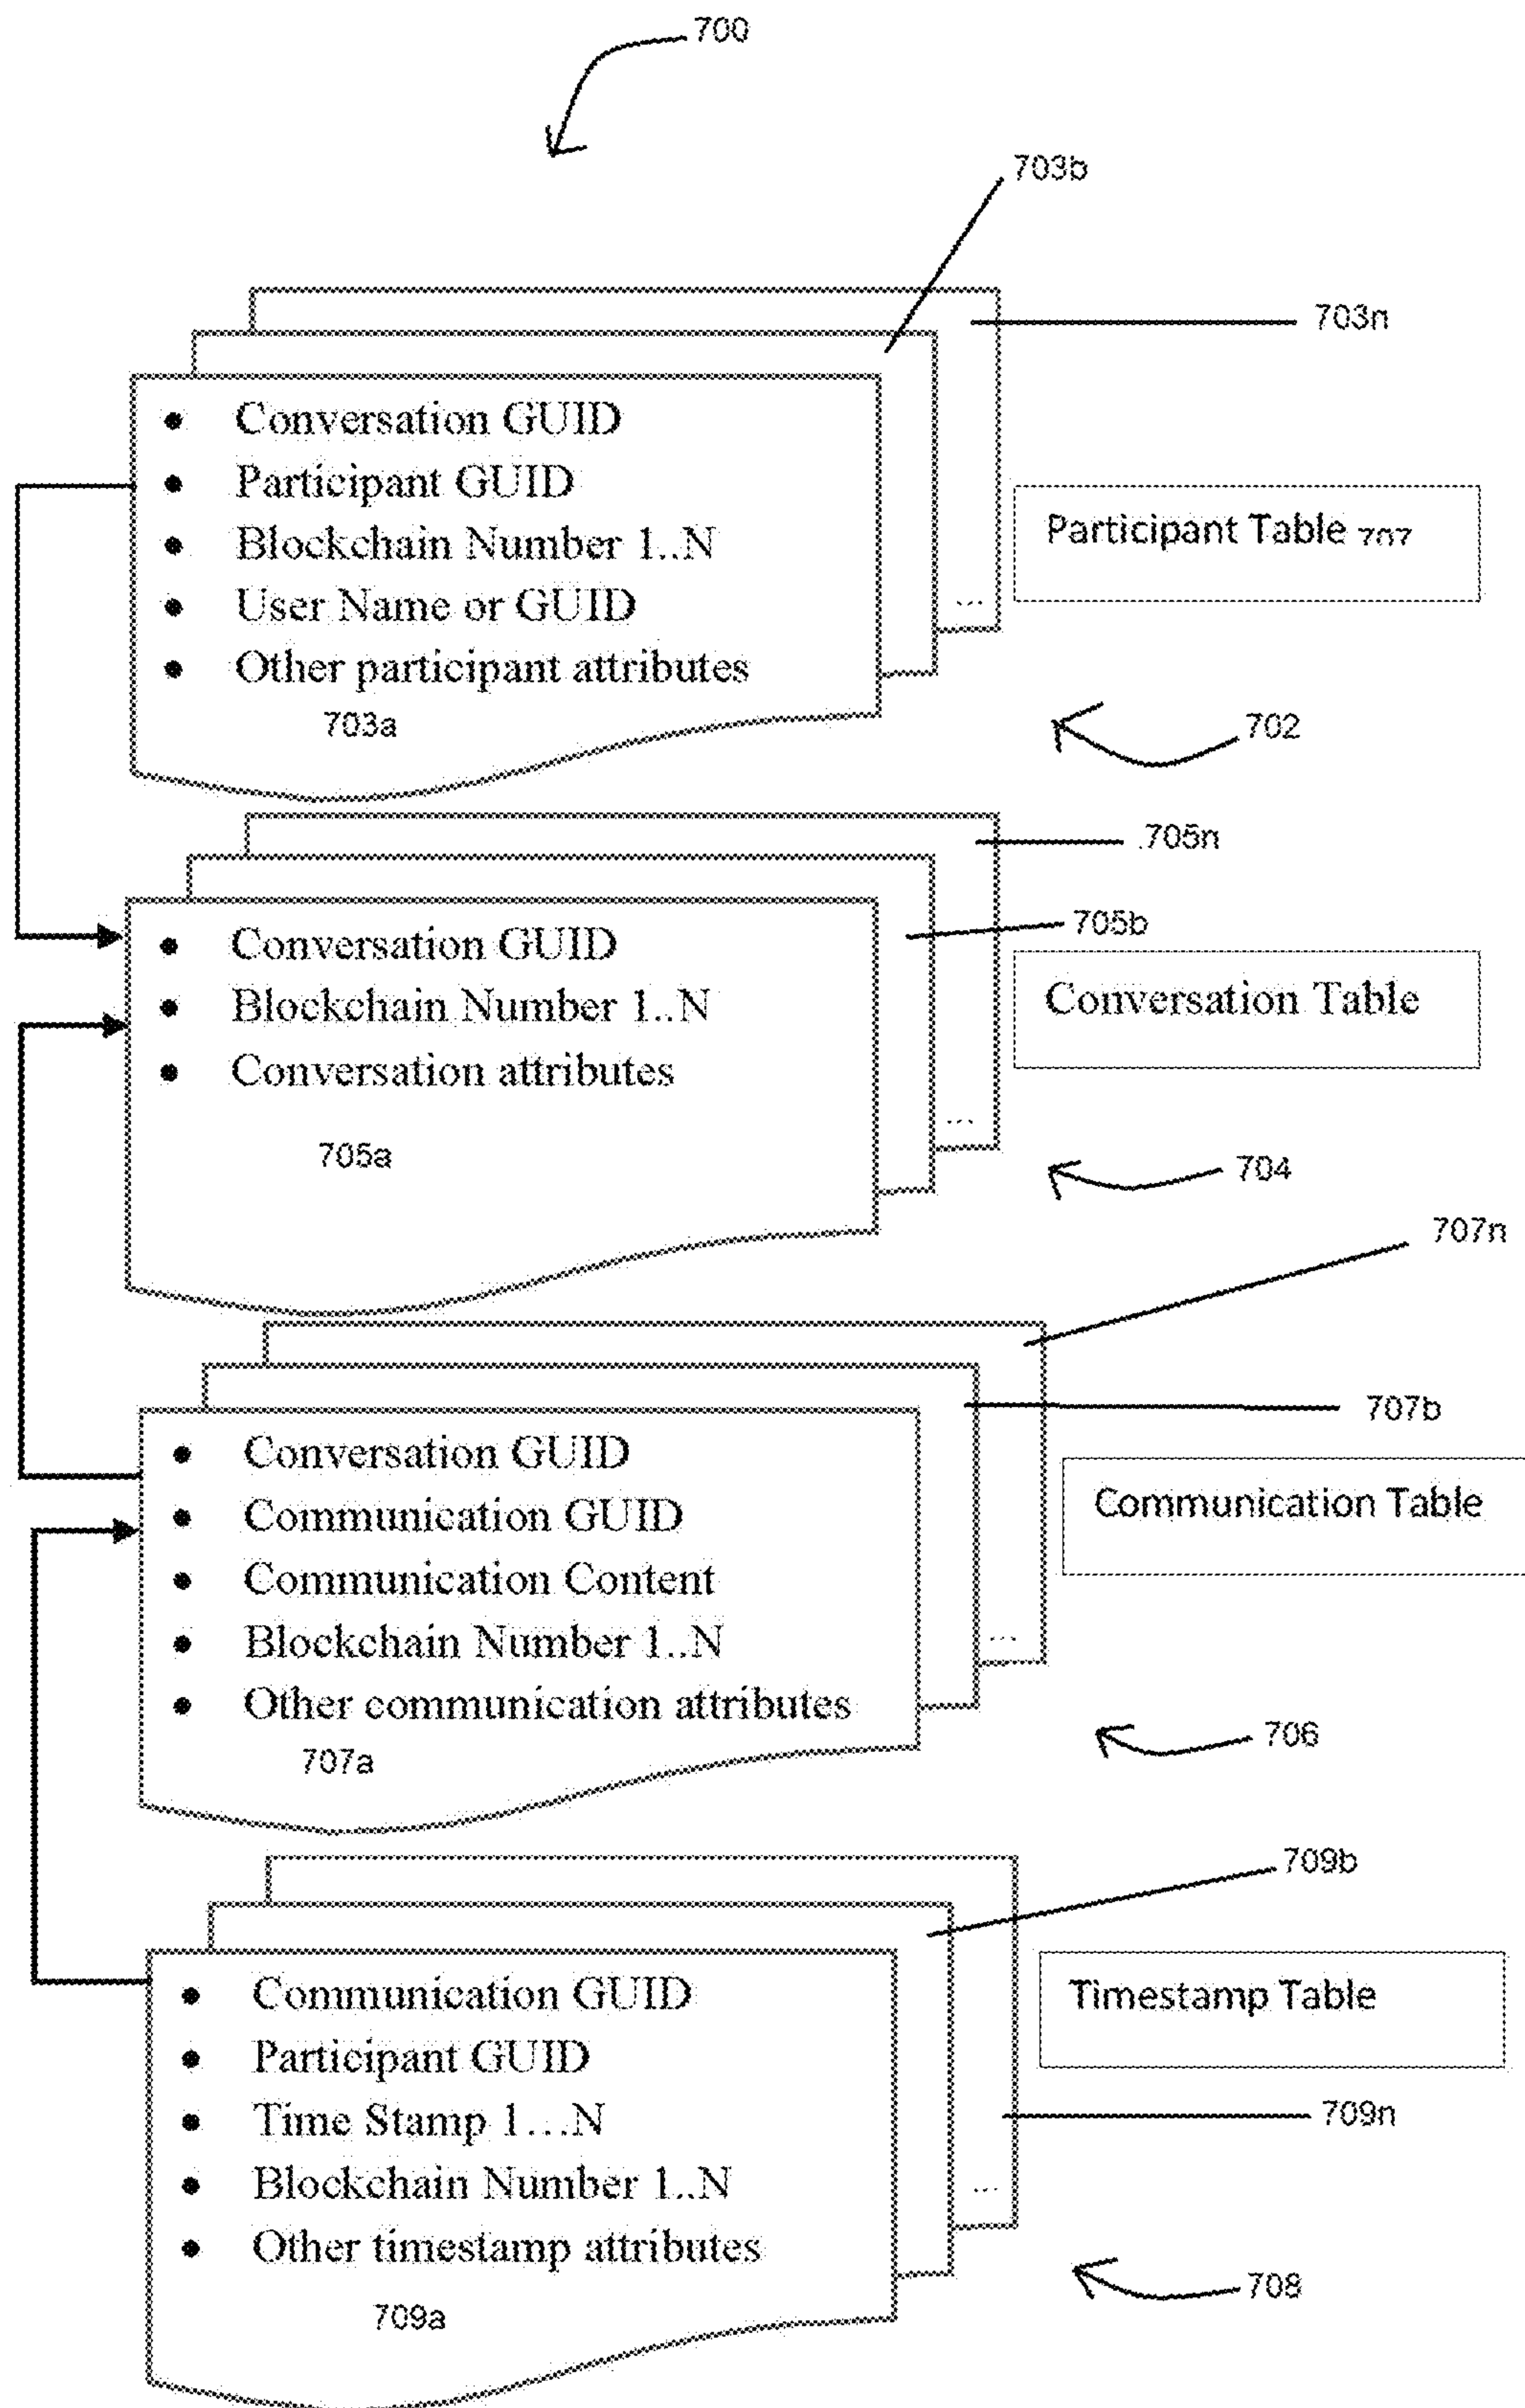 700
703b
703n
• Conversation GUID
• Participant GUID
• Blockchain Number 1..N
• User Name or GUID
• Other participant attributes
703a
...
Participant Table 707
702
705n
705b
• Conversation GUID
• Blockchain Number 1..N
• Conversation attributes
705a
...
Conversation Table
704
707n
707b
• Conversation GUID
• Communication GUID
• Communication Content
• Blockchain Number 1..N
• Other communication attributes
707a
...
Communication Table
706
709b
• Communication GUID
• Participant GUID
• Time Stamp 1...N
• Blockchain Number 1..N
• Other timestamp attributes
709a
...
Timestamp Table
709n
708